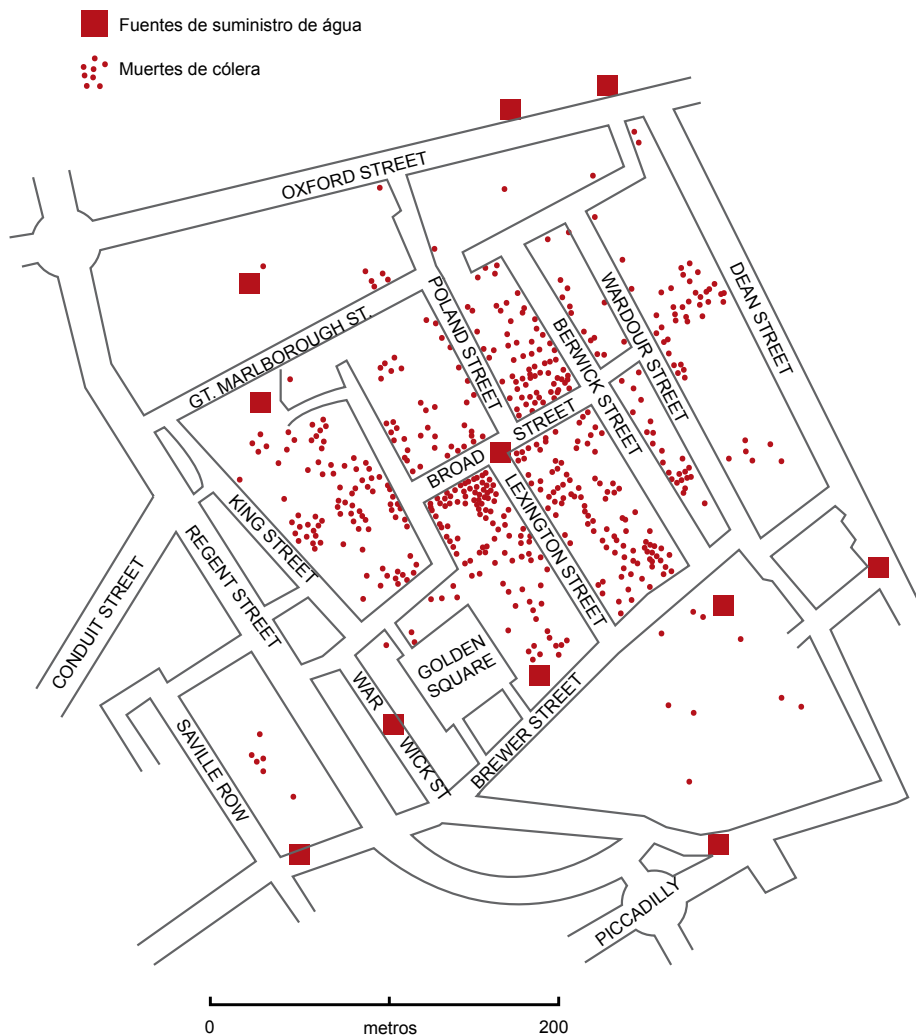 Fuentes de suministro de água
Muertes de cólera
OXFORD STREET
GT. MARLBOROUGH ST.
POLAND STREET
BERWICK STREET
WARDOUR STREET
DEAN STREET
BROAD STREET
LEXINGTON STREET
KING STREET
REGENT STREET
CONDUIT STREET
GOLDEN
SQUARE
WAR WICK ST
BREWER STREET
SAVILLE ROW
PICCADILLY
0 metros 200